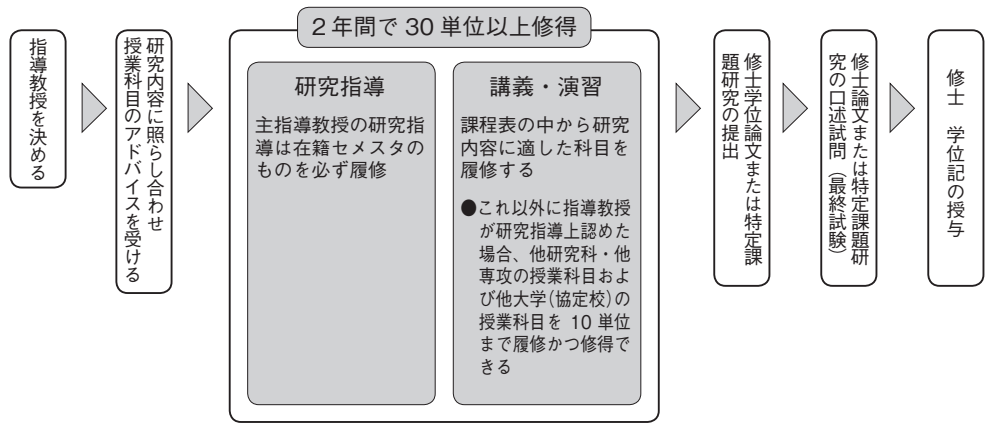 指導教授を決める
研究内容に照らし合わせ
授業科目のアドバイスを受ける
2年間で 30 単位以上修得
研究指導
主指導教授の研究指
導は在籍セメスタの
ものを必ず履修
講義・演習
課程表の中から研究
内容に適した科目を
履修する
●これ以外に指導教授
が研究指導上認めた
場合、他研究科・他
専攻の授業科目およ
び他大学(協定校)の
授業科目を 10 単位
まで履修かつ修得で
きる
修士学位論文または特定課
題研究の提出
修士論文または特定課題研
究の口述試問（最終試験）
修士　学位記の授与